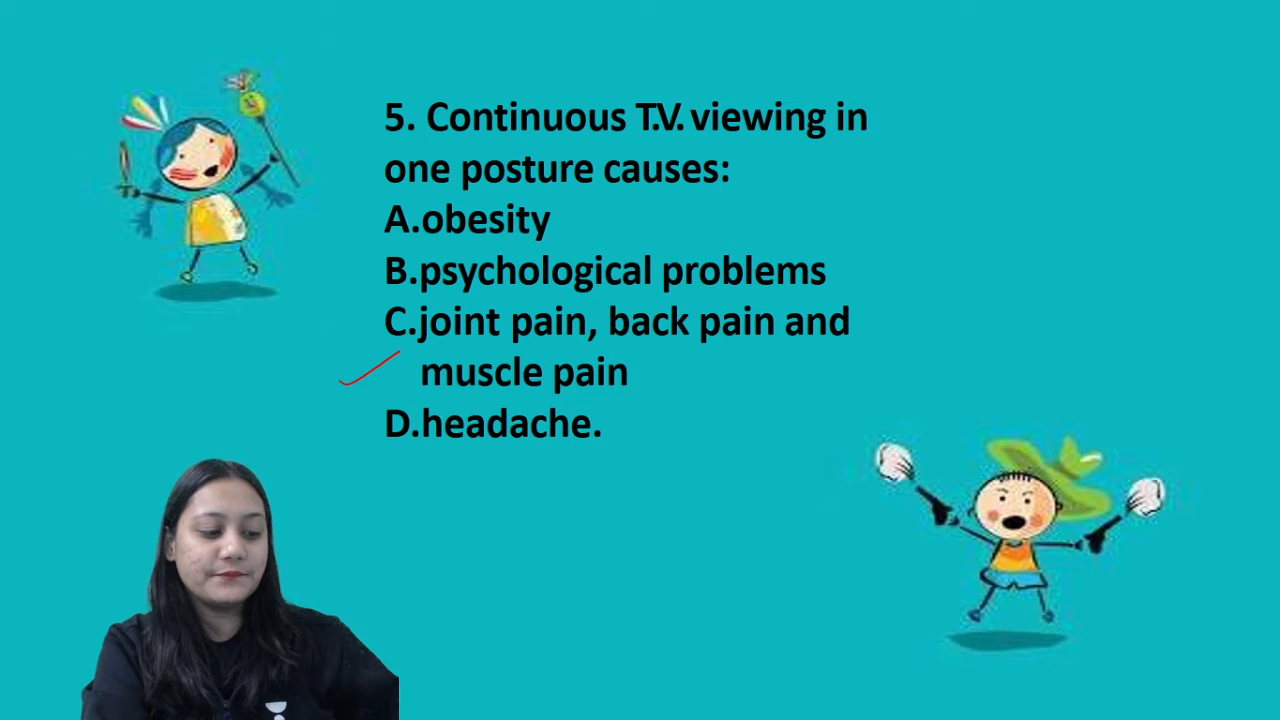 5. Continuous T.V. viewing in
one posture causes:
A.obesity
B.psychological problems
C.joint pain, back pain and
muscle pain
D.headache.